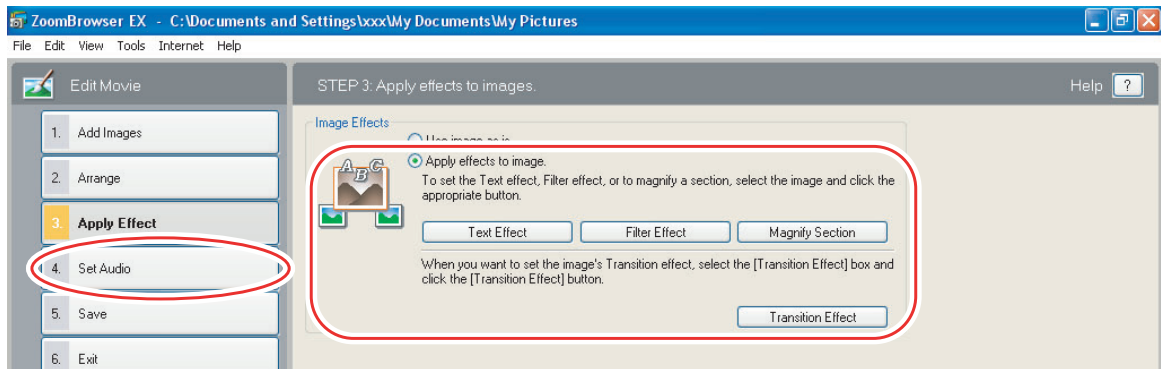 ZoomBrowser EX - C:\Documents and Settings\xxx\My Documents\My Pictures
File Edit View Tools Internet Help
Edit Movie
STEP 3: Apply effects to images.
Help ?
1. Add Images
2. Arrange
3. Apply Effect
4. Set Audio
5. Save
6. Exit
Image Effects
Use image as is
A B C
Apply effects to image.
To set the Text effect, Filter effect, or to magnify a section, select the image and click the
appropriate button.
Text Effect Filter Effect Magnify Section
When you want to set the image's Transition effect, select the [Transition Effect] box and
click the [Transition Effect] button.
Transition Effect